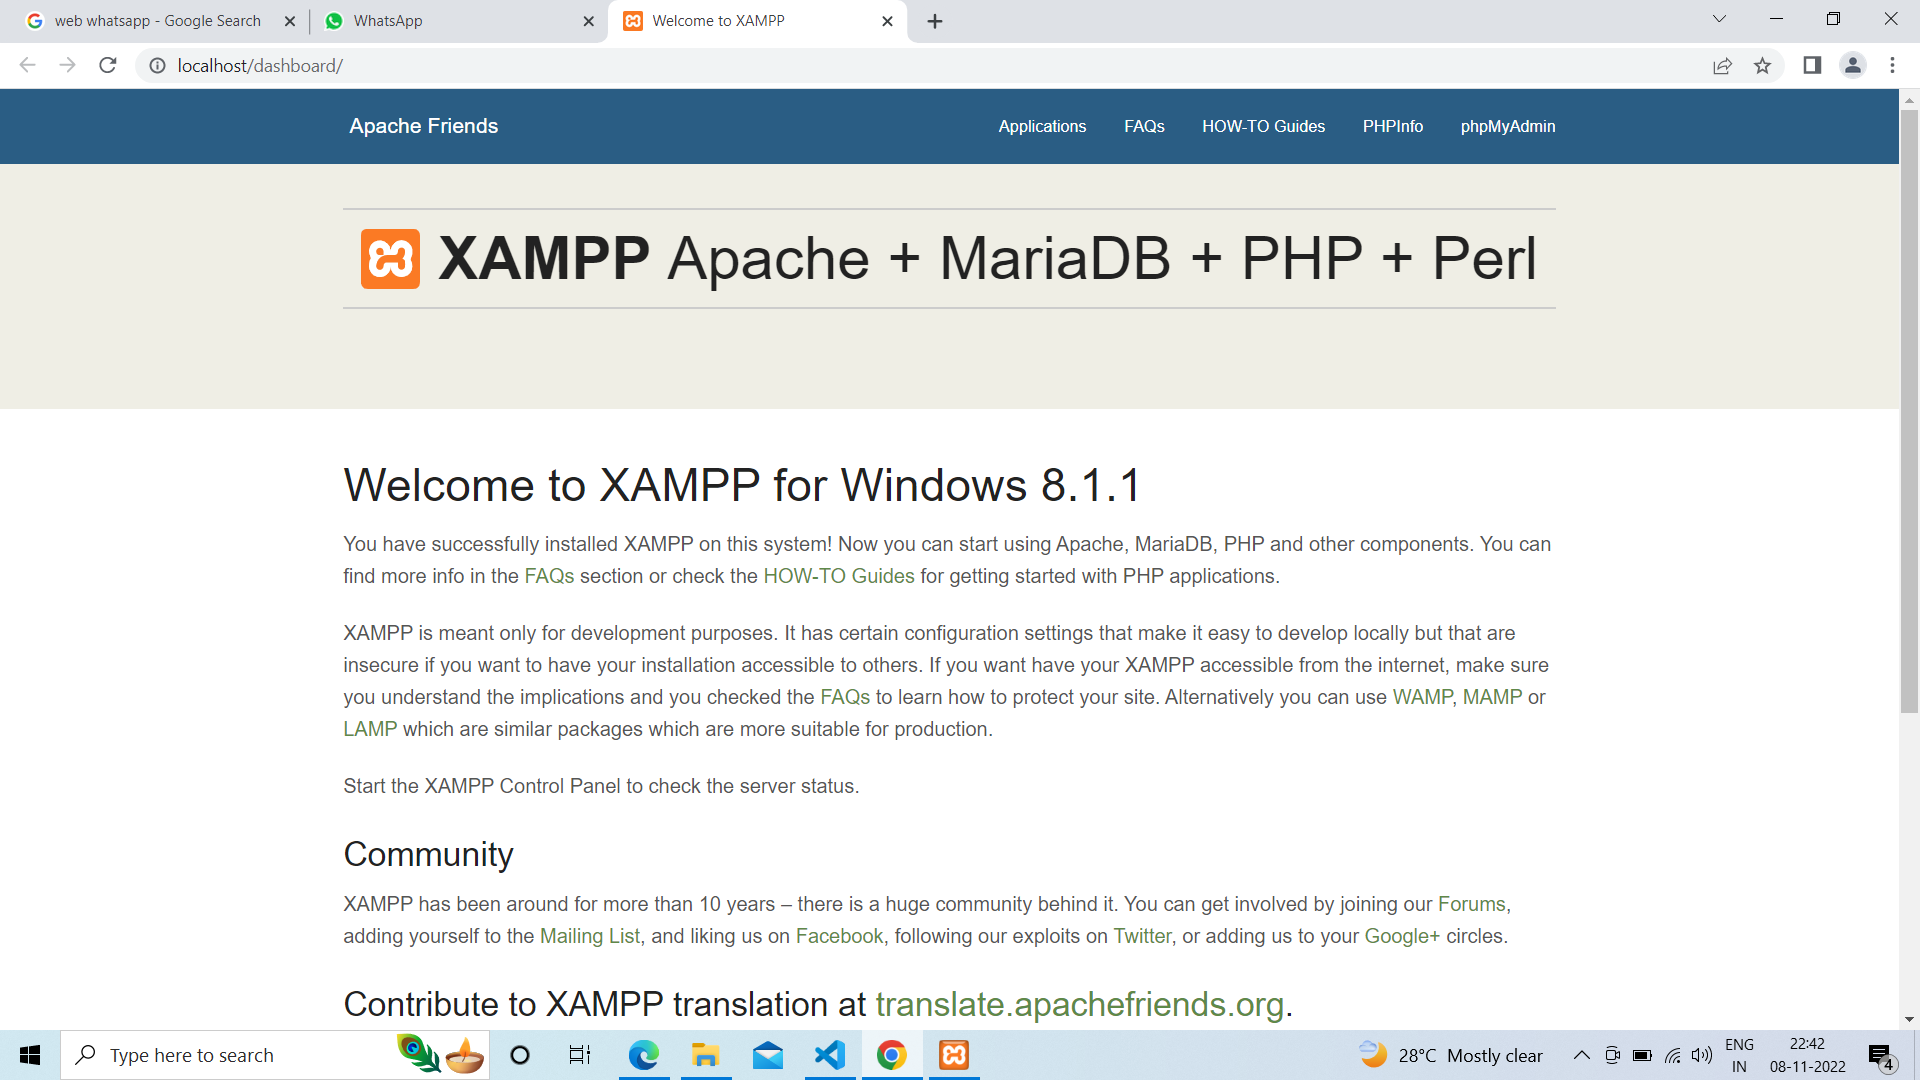 web whatsapp - Google Search
WhatsApp
Welcome to XAMPP
localhost/dashboard/
Apache Friends
Applications
FAQs
HOW-TO Guides
PHPInfo
phpMyAdmin
XAMPP Apache + MariaDB + PHP + Perl
Welcome to XAMPP for Windows 8.1.1
You have successfully installed XAMPP on this system! Now you can start using Apache, MariaDB, PHP and other components. You can
find more info in the FAQs section or check the HOW-TO Guides for getting started with PHP applications.
XAMPP is meant only for development purposes. It has certain configuration settings that make it easy to develop locally but that are
insecure if you want to have your installation accessible to others. If you want have your XAMPP accessible from the internet, make sure
you understand the implications and you checked the FAQs to learn how to protect your site. Alternatively you can use WAMP, MAMP or
LAMP which are similar packages which are more suitable for production.
Start the XAMPP Control Panel to check the server status.
Community
XAMPP has been around for more than 10 years – there is a huge community behind it. You can get involved by joining our Forums,
adding yourself to the Mailing List, and liking us on Facebook, following our exploits on Twitter, or adding us to your Google+ circles.
Contribute to XAMPP translation at translate.apachefriends.org.
Type here to search
28°C Mostly clear
ENG
IN
22:42
08-11-2022
4